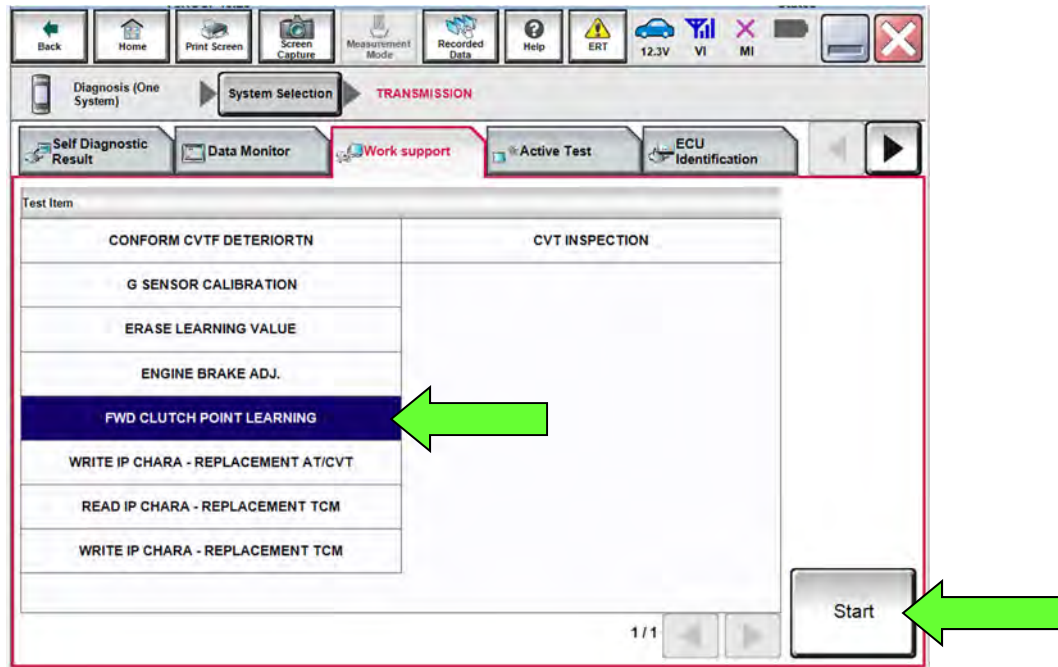 Back
Home
Print Screen
Screen
Capture
Measurement
Mode
Recorded
Data
Help
ERT
12.3V
VI
MI
Diagnosis (One
System)
System Selection
TRANSMISSION
Self Diagnostic
Result
Data Monitor
Work support
Active Test
ECU
Identification
Test Item
CONFORM CVTF DETERIORTN
CVT INSPECTION
G SENSOR CALIBRATION
ERASE LEARNING VALUE
ENGINE BRAKE ADJ.
FWD CLUTCH POINT LEARNING
WRITE IP CHARA - REPLACEMENT AT/CVT
READ IP CHARA - REPLACEMENT TCM
WRITE IP CHARA - REPLACEMENT TCM
Start
1/1